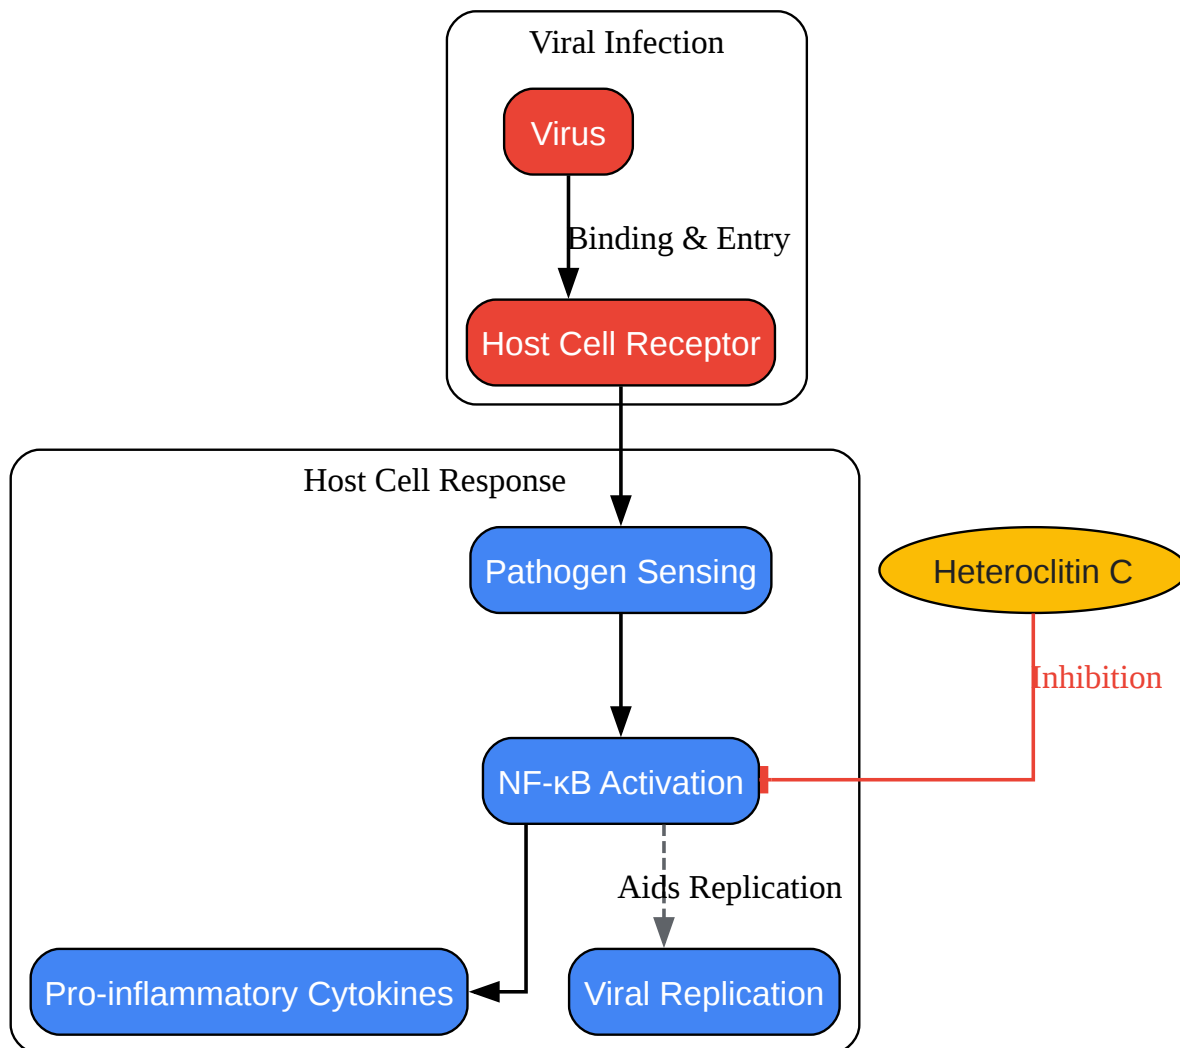 Viral Infection
Virus
Binding & Entry
Host Cell Receptor
Host Cell Response
Pathogen Sensing
Heteroclitin C
Inhibition
NF-κB Activation
Aids Replication
Pro-inflammatory Cytokines
Viral Replication